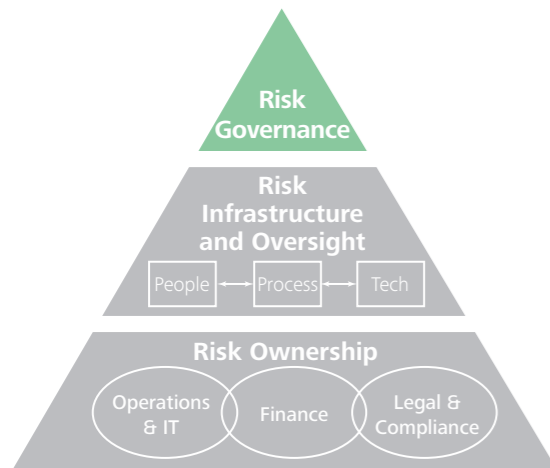 Risk
Governance
Risk
Infrastructure
and Oversight
People
Process
Tech
Risk Ownership
Operations
& IT
Finance
Legal &
Compliance